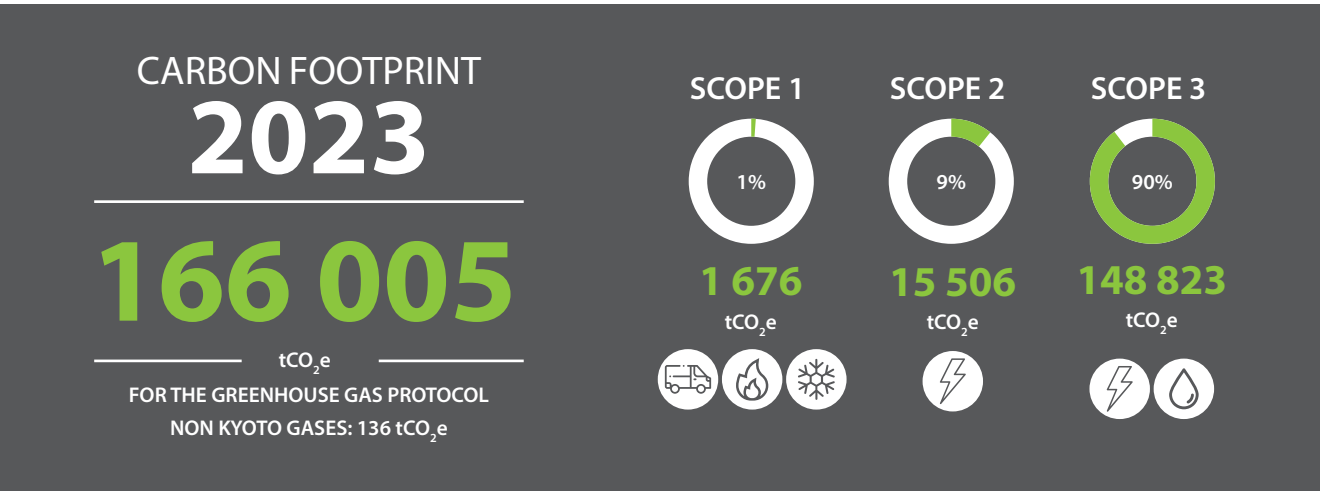 CARBON FOOTPRINT
2023
166 005
tCO₂e
FOR THE GREENHOUSE GAS PROTOCOL
NON KYOTO GASES: 136 tCO₂e
SCOPE 1
1%
1 676
tCO₂e
SCOPE 2
9%
15 506
tCO₂e
SCOPE 3
90%
148 823
tCO₂e